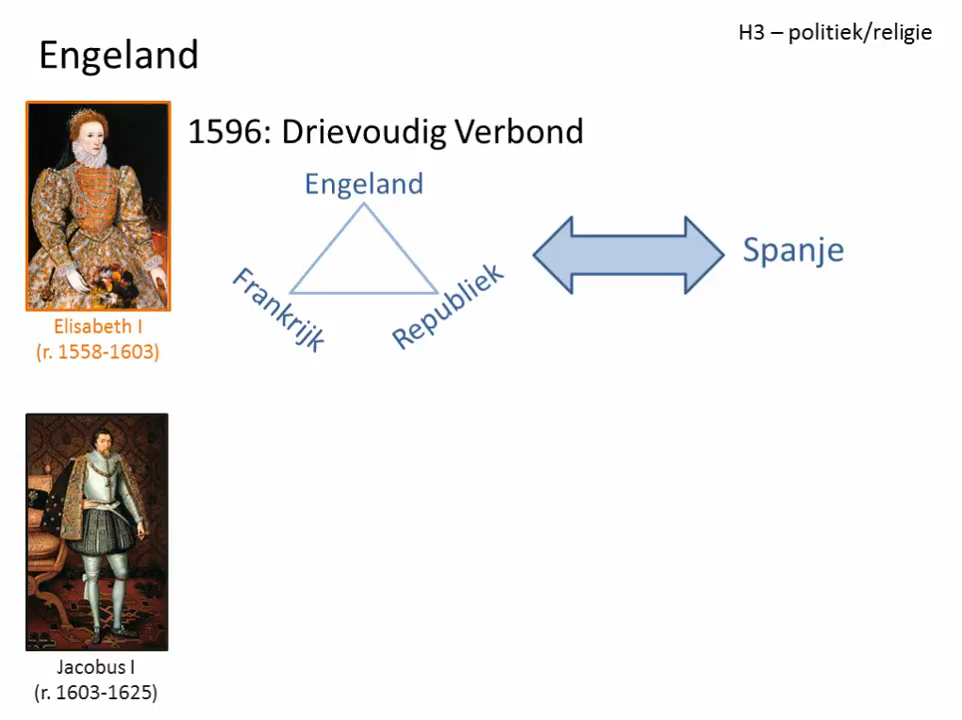 H3 – politiek/religie
Engeland
1596: Drievoudig Verbond
Engeland
Spanje
Frankrijk
Republiek
Elisabeth I
(r. 1558-1603)
Jacobus I
(r. 1603-1625)